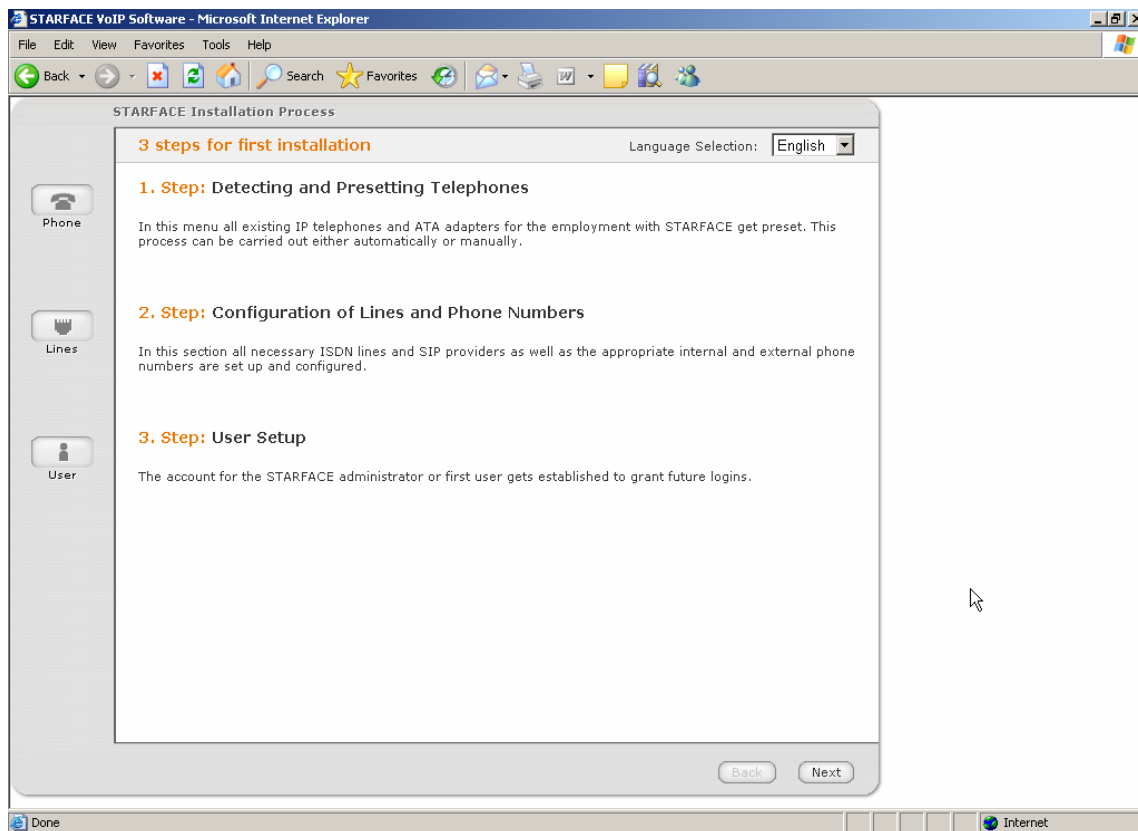 STARFACE VoIP Software - Microsoft Internet Explorer
File Edit View Favorites Tools Help
Back Search Favorites
STARFACE Installation Process
3 steps for first installation
Language Selection: English
Phone
1. Step: Detecting and Presetting Telephones
In this menu all existing IP telephones and ATA adapters for the employment with STARFACE get preset. This
process can be carried out either automatically or manually.
Lines
2. Step: Configuration of Lines and Phone Numbers
In this section all necessary ISDN lines and SIP providers as well as the appropriate internal and external phone
numbers are set up and configured.
User
3. Step: User Setup
The account for the STARFACE administrator or first user gets established to grant future logins.
Back Next
Done Internet